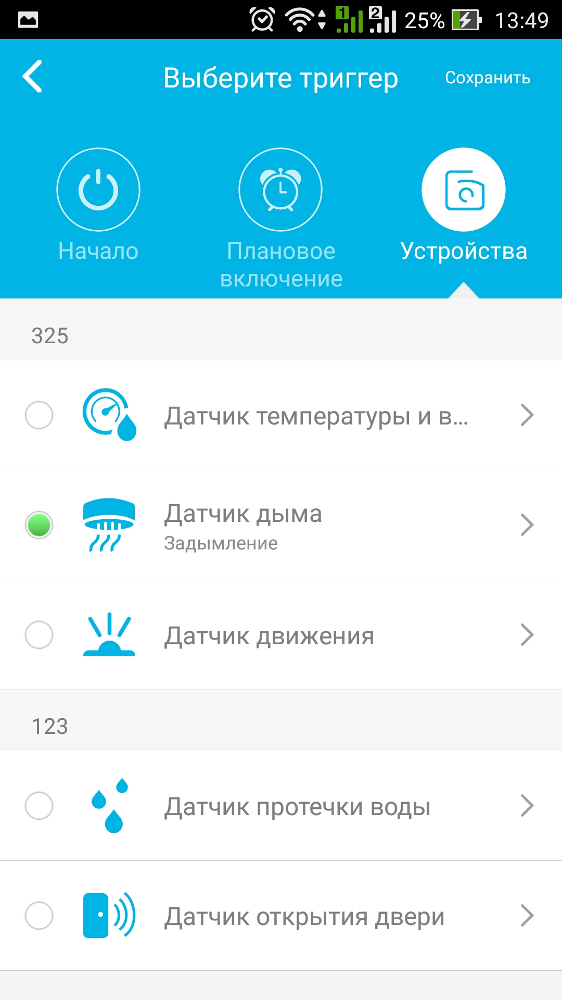 1 2 25% 13:49
Выберите триггер Сохранить
Начало Плановое Устройства
включение
325
Датчик температуры и в...
Датчик дыма
Задымление
Датчик движения
123
Датчик протечки воды
Датчик открытия двери